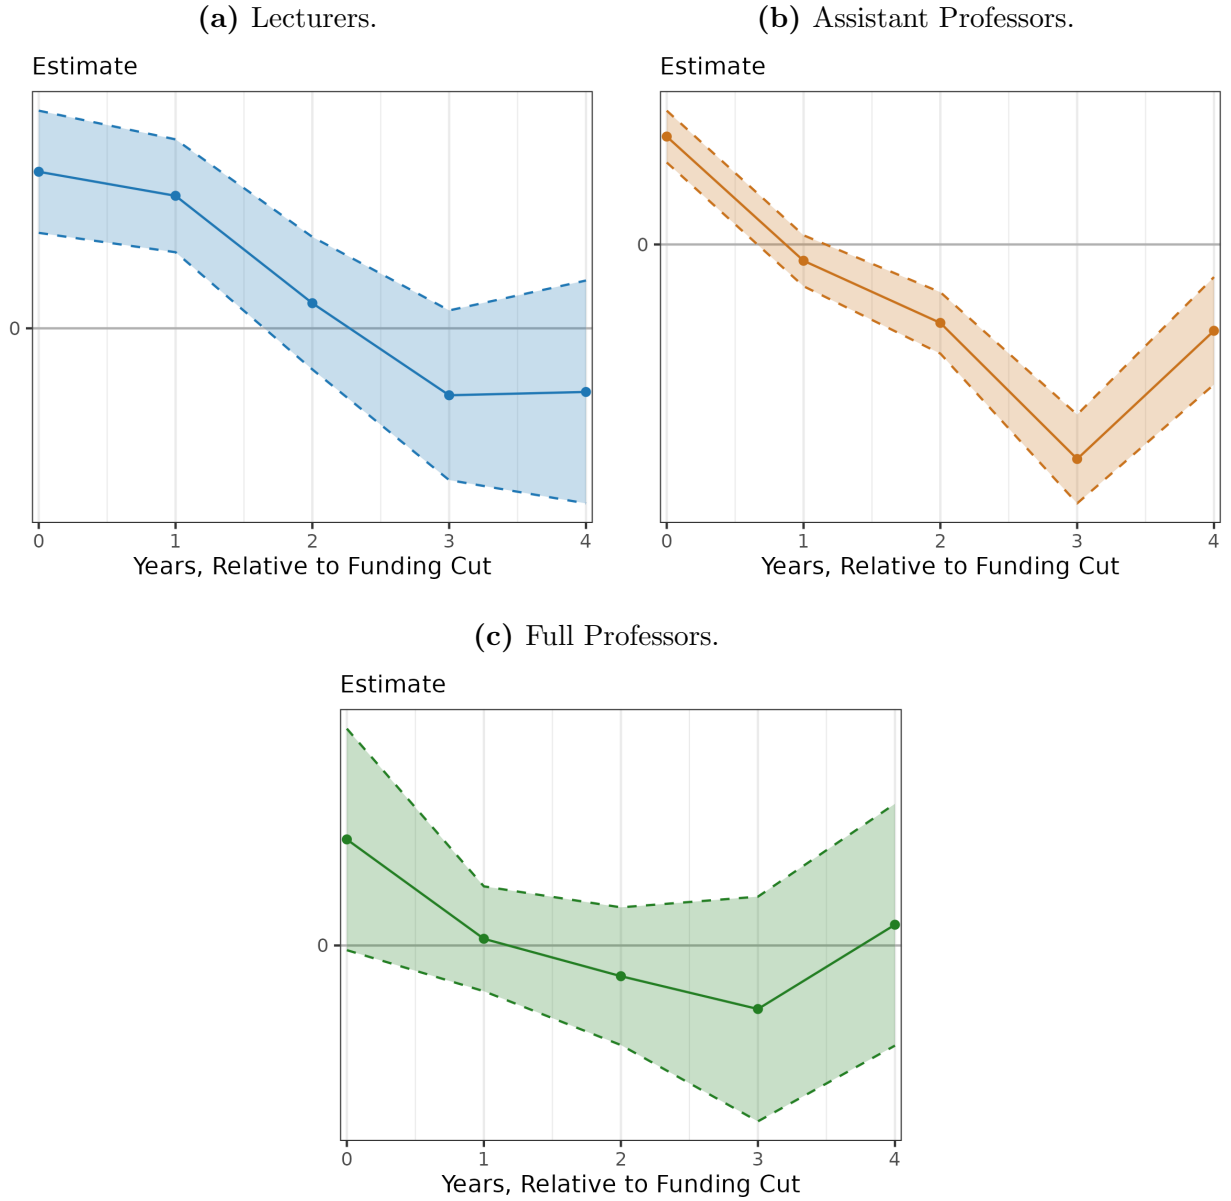 (a) Lecturers.
Estimate
0
0 1 2 3 4
Years, Relative to Funding Cut
(b) Assistant Professors.
Estimate
0
0 1 2 3 4
Years, Relative to Funding Cut
(c) Full Professors.
Estimate
0
0 1 2 3 4
Years, Relative to Funding Cut